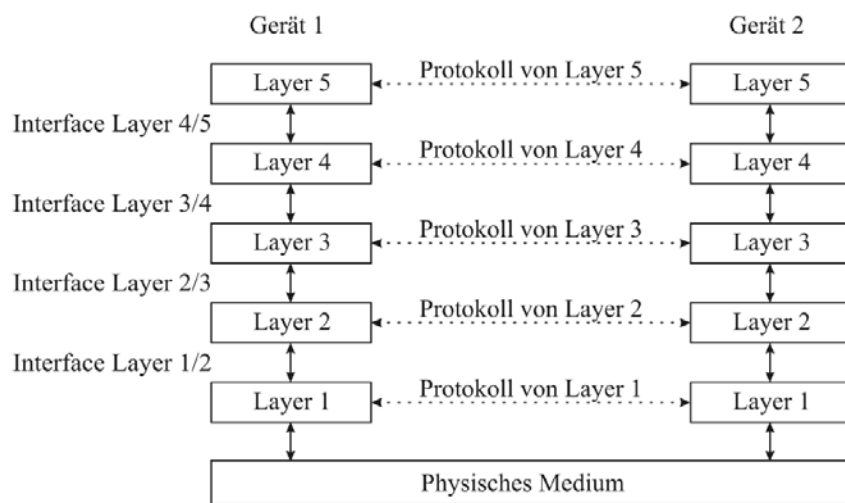 Gerät 1 Gerät 2
Layer 5 Protokoll von Layer 5 Layer 5
Interface Layer 4/5
Layer 4 Protokoll von Layer 4 Layer 4
Interface Layer 3/4
Layer 3 Protokoll von Layer 3 Layer 3
Interface Layer 2/3
Layer 2 Protokoll von Layer 2 Layer 2
Interface Layer 1/2
Layer 1 Protokoll von Layer 1 Layer 1
Physisches Medium